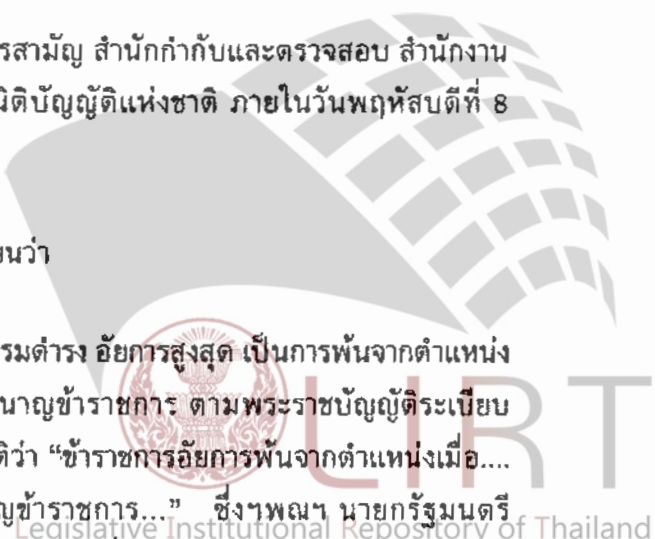 รสามัญ สำนักกำกับและตรวจสอบ สำนักงาน
นิติบัญญัติแห่งชาติ ภายในวันพฤหัสบดีที่ 8
ยนว่า
รมดำรง อัยการสูงสุด เป็นการพ้นจากตำแหน่ง
นาญข้าราชการ ตามพระราชบัญญัติระเบียบ
ติว่า “ข้าราชการอัยการพ้นจากตำแหน่งเมื่อ....
ญข้าราชการ...” ซึ่งฯพณฯ นายกรัฐมนตรี
LIRT
Legislative Institutional Repository of Thailand